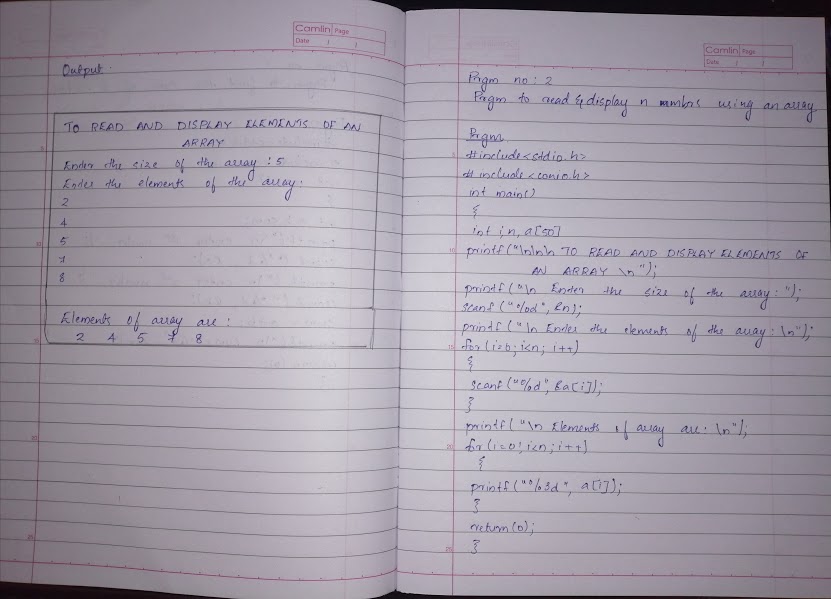 Camlin Page
Date / /
Output :
TO READ AND DISPLAY ELEMENTS OF AN
ARRAY
Enter the size of the array : 5
Enter the elements of the array.
2
4
5
7
8
Elements of array are :
2 4 5 7 8
Camlin Page
Date / /
Prgm no : 2
Prgm to read & display n numbrs using an array
Prgm
#include<stdio.h>
# include <conio.h>
int main()
{
int i,n,a[50]
printf("\n\n\n TO READ AND DISPLAY ELEMENTS OF
AN ARRAY \n");
printf("\n Enter the size of the array : ");
scanf("%d", &n);
printf("\n Enter the elements of the array : \n");
for(i=0; i<n; i++)
{
scanf("%d", &a[i]);
}
printf("\n Elements of array are: \n");
for(i=0; i<n; i++)
{
printf("%3d", a[i]);
}
return(0);
}